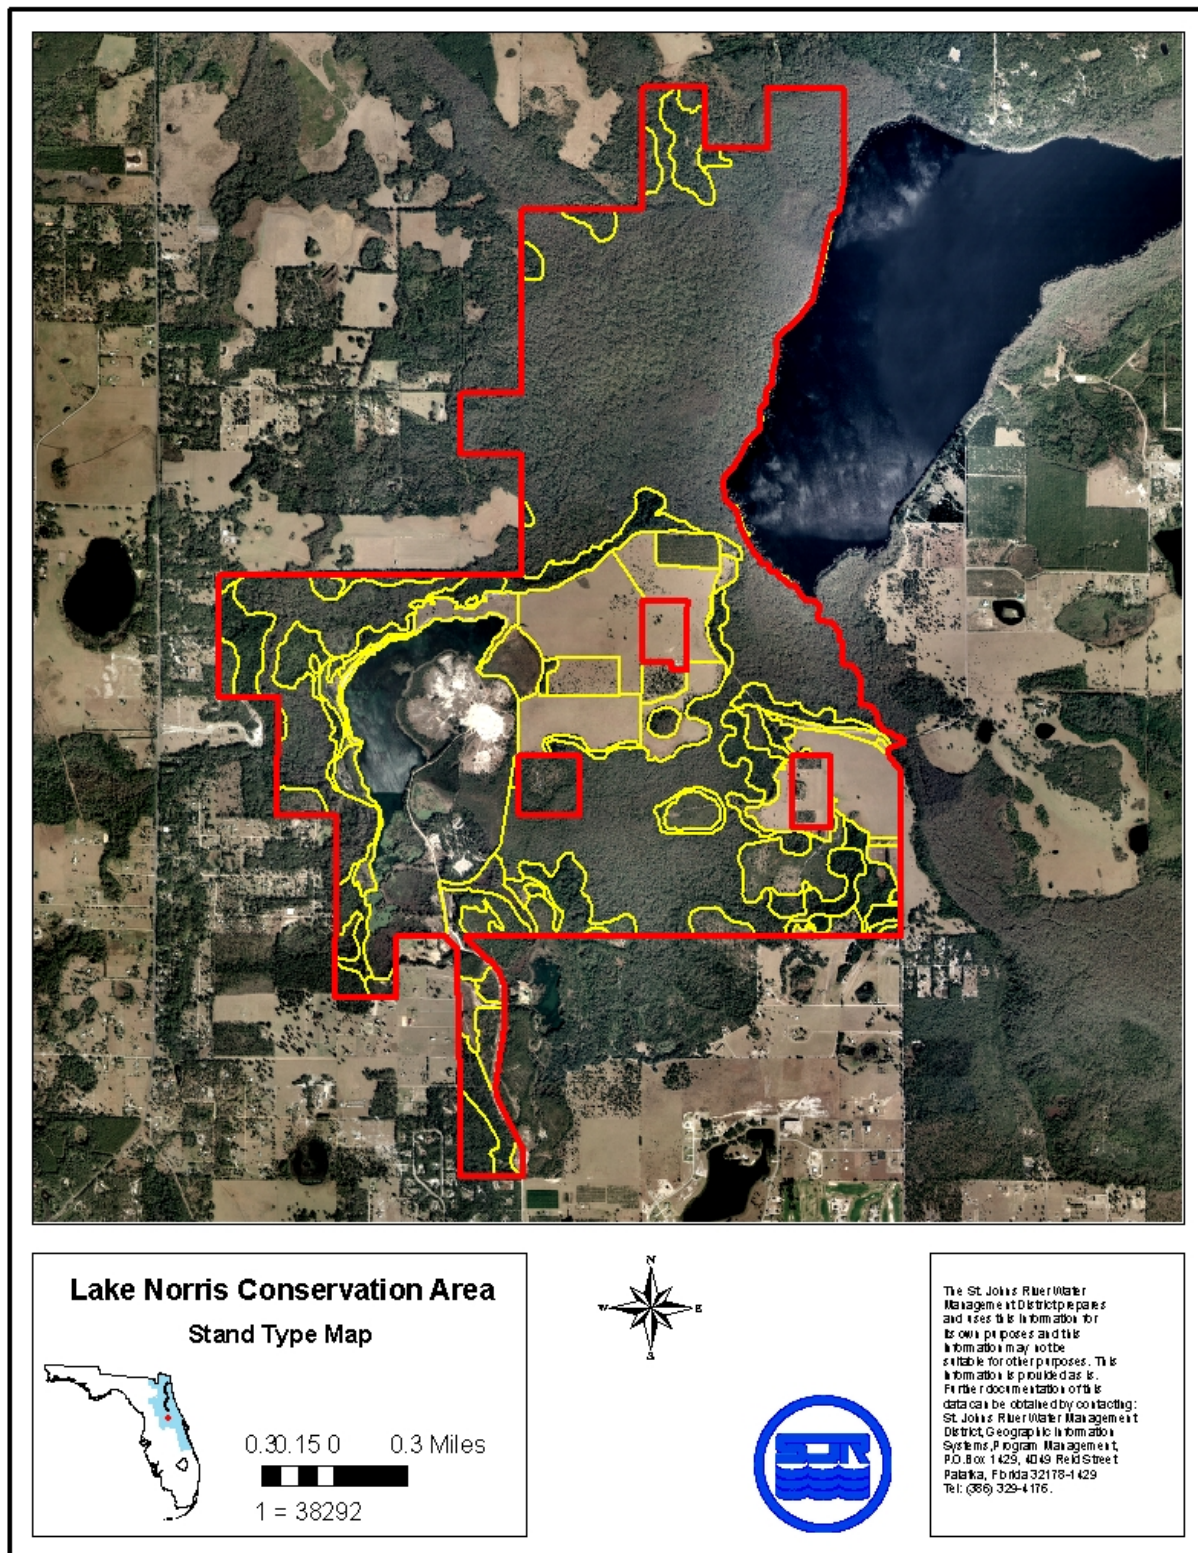 Lake Norris Conservation Area
Stand Type Map
0.30.15 0 0.3 Miles
1 = 38292
N
W E
S
SJR
The St. Johns River Water
Management District prepares
and uses this information for
its own purposes and this
information may not be
suitable for other purposes. This
information is provided as is.
Further documentation of this
data can be obtained by contacting:
St. Johns River Water Management
District, Geographic Information
Systems, Program Management,
P.O. Box 1429, 4049 Reid Street
Palatka, Florida 32178-1429
Tel: (386) 329-4176.